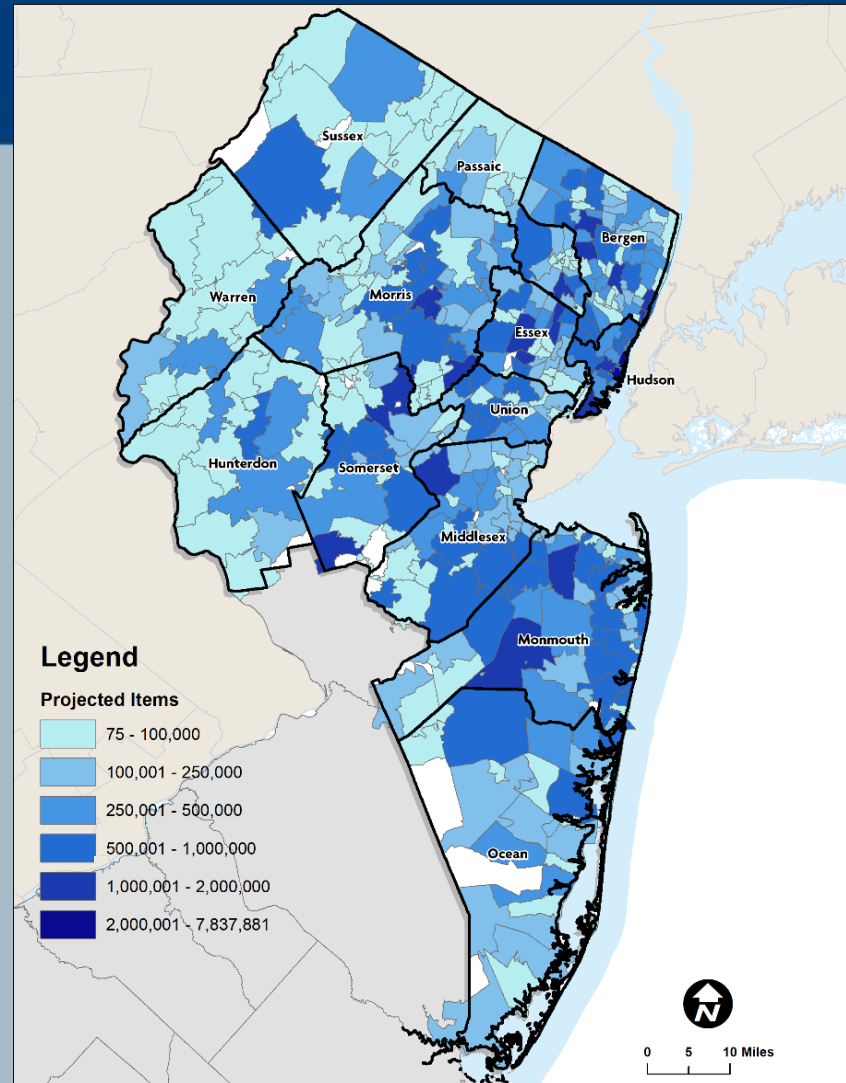 Sussex
Passaic
Bergen
Warren
Morris
Essex
Hudson
Union
Hunterdon
Somerset
Middlesex
Monmouth
Ocean
Legend
Projected Items
75 - 100,000
100,001 - 250,000
250,001 - 500,000
500,001 - 1,000,000
1,000,001 - 2,000,000
2,000,001 - 7,837,881
N
0 5 10 Miles